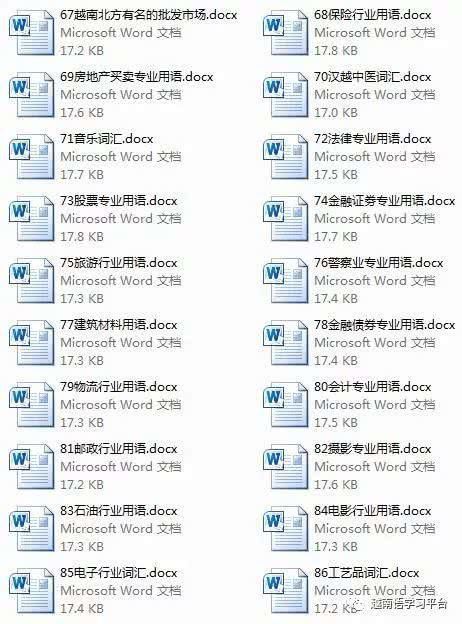 67越南北方有名的批发市场.docx
Microsoft Word 文档
17.2 KB
68保险行业用语.docx
Microsoft Word 文档
17.8 KB
69房地产买卖专业用语.docx
Microsoft Word 文档
17.6 KB
70汉越中医词汇.docx
Microsoft Word 文档
17.0 KB
71音乐词汇.docx
Microsoft Word 文档
17.7 KB
72法律专业用语.docx
Microsoft Word 文档
17.5 KB
73股票专业用语.docx
Microsoft Word 文档
17.8 KB
74金融证券专业用语.docx
Microsoft Word 文档
17.7 KB
75旅游行业用语.docx
Microsoft Word 文档
17.3 KB
76警察业专业用语.docx
Microsoft Word 文档
17.4 KB
77建筑材料用语.docx
Microsoft Word 文档
17.3 KB
78金融债券专业用语.docx
Microsoft Word 文档
17.4 KB
79物流行业用语.docx
Microsoft Word 文档
17.3 KB
80会计专业用语.docx
Microsoft Word 文档
17.5 KB
81邮政行业用语.docx
Microsoft Word 文档
17.2 KB
82摄影专业用语.docx
Microsoft Word 文档
17.6 KB
83石油行业用语.docx
Microsoft Word 文档
17.3 KB
84电影行业用语.docx
Microsoft Word 文档
17.3 KB
85电子行业词汇.docx
Microsoft Word 文档
17.4 KB
86工艺品词汇.docx
Microsoft Word 文档
17.2 KB
越南语学习平台